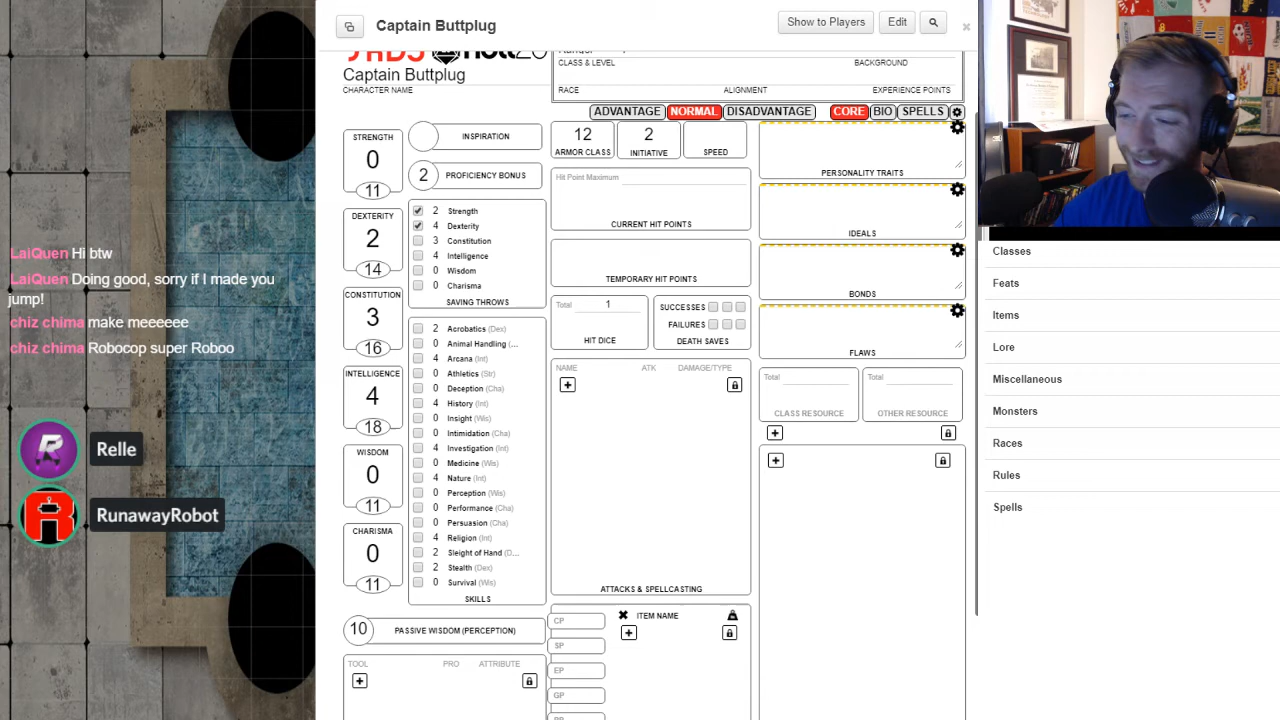 Captain Buttplug
Show to Players
Edit
Captain Buttplug
CHARACTER NAME
CLASS & LEVEL
BACKGROUND
RACE
ALIGNMENT
EXPERIENCE POINTS
ADVANTAGE
NORMAL
DISADVANTAGE
CORE
BIO
SPELLS
STRENGTH
0
11
DEXTERITY
2
14
CONSTITUTION
3
16
INTELLIGENCE
4
18
WISDOM
0
11
CHARISMA
0
11
INSPIRATION
2
PROFICIENCY BONUS
2 Strength
4 Dexterity
3 Constitution
4 Intelligence
0 Wisdom
0 Charisma
SAVING THROWS
2 Acrobatics (Dex)
0 Animal Handling (...
4 Arcana (Int)
0 Athletics (Str)
0 Deception (Cha)
4 History (Int)
0 Insight (Wis)
0 Intimidation (Cha)
4 Investigation (Int)
0 Medicine (Wis)
4 Nature (Int)
0 Perception (Wis)
0 Performance (Cha)
0 Persuasion (Cha)
4 Religion (Int)
2 Sleight of Hand (D...
2 Stealth (Dex)
0 Survival (Wis)
SKILLS
10 PASSIVE WISDOM (PERCEPTION)
TOOL
PRO
ATTRIBUTE
12
ARMOR CLASS
2
INITIATIVE
SPEED
Hit Point Maximum
CURRENT HIT POINTS
TEMPORARY HIT POINTS
Total 1
HIT DICE
SUCCESSES
FAILURES
DEATH SAVES
NAME
ATK
DAMAGE/TYPE
ATTACKS & SPELLCASTING
CP
SP
EP
GP
ITEM NAME
PERSONALITY TRAITS
IDEALS
BONDS
FLAWS
Total
CLASS RESOURCE
Total
OTHER RESOURCE
Classes
Feats
Items
Lore
Miscellaneous
Monsters
Races
Rules
Spells
LaiQuen Hi btw
LaiQuen Doing good, sorry if I made you
jump!
chiz chima make meeeeee
chiz chima Robocop super Roboo
Relle
RunawayRobot